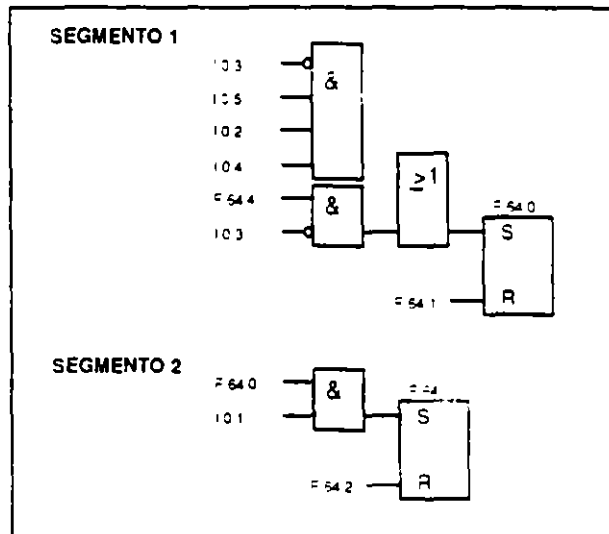 SEGMENTO 1
I 0.3
&
I 0.5
I 0.2
I 0.4
F 64.4
&
≥1
I 0.3
F 64.0
S
F 64.1
R
SEGMENTO 2
F 64.0
&
I 0.1
S
F 64.2
R